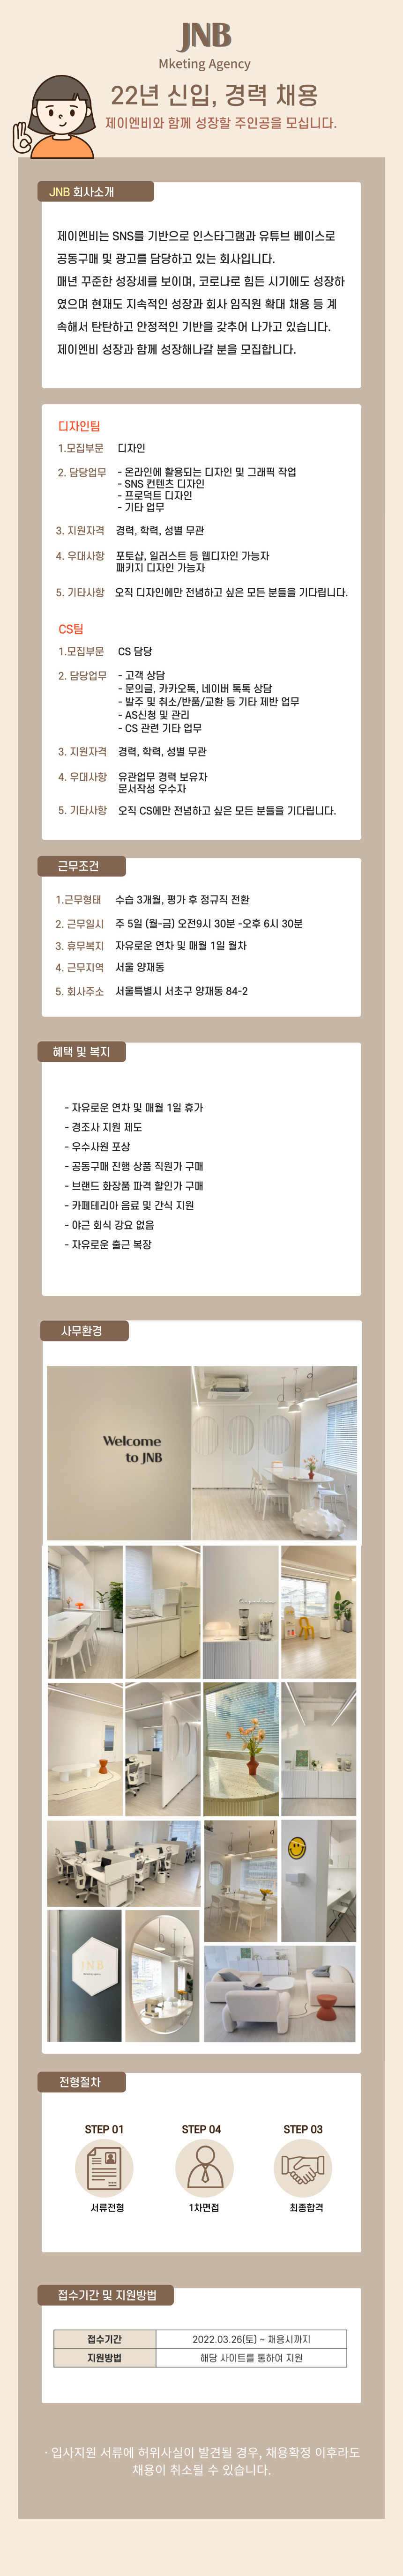 JNB
Mketing Agency
22년 신입, 경력 채용
제이엔비와 함께 성장할 주인공을 모십니다.
JNB 회사소개
제이엔비는 SNS를 기반으로 인스타그램과 유튜브 베이스로
공동구매 및 광고를 담당하고 있는 회사입니다.
매년 꾸준한 성장세를 보이며, 코로나로 힘든 시기에도 성장하
였으며 현재도 지속적인 성장과 회사 임직원 확대 채용 등 계
속해서 탄탄하고 안정적인 기반을 갖추어 나가고 있습니다.
제이엔비 성장과 함께 성장해나갈 분을 모집합니다.
디자인팀
1.모집부문 디자인
2. 담당업무 - 온라인에 활용되는 디자인 및 그래픽 작업
- SNS 컨텐츠 디자인
- 프로덕트 디자인
- 기타 업무
3. 지원자격 경력, 학력, 성별 무관
4. 우대사항 포토샵, 일러스트 등 웹디자인 가능자
패키지 디자인 가능자
5. 기타사항 오직 디자인에만 전념하고 싶은 모든 분들을 기다립니다.
CS팀
1.모집부문 CS 담당
2. 담당업무 - 고객 상담
- 문의글, 카카오톡, 네이버 톡톡 상담
- 발주 및 취소/반품/교환 등 기타 제반 업무
- AS신청 및 관리
- CS 관련 기타 업무
3. 지원자격 경력, 학력, 성별 무관
4. 우대사항 유관업무 경력 보유자
문서작성 우수자
5. 기타사항 오직 CS에만 전념하고 싶은 모든 분들을 기다립니다.
근무조건
1.근무형태 수습 3개월, 평가 후 정규직 전환
2. 근무일시 주 5일 (월-금) 오전9시 30분 -오후 6시 30분
3. 휴무복지 자유로운 연차 및 매월 1일 월차
4. 근무지역 서울 양재동
5. 회사주소 서울특별시 서초구 양재동 84-2
혜택 및 복지
- 자유로운 연차 및 매월 1일 휴가
- 경조사 지원 제도
- 우수사원 포상
- 공동구매 진행 상품 직원가 구매
- 브랜드 화장품 파격 할인가 구매
- 카페테리아 음료 및 간식 지원
- 야근 회식 강요 없음
- 자유로운 출근 복장
사무환경
Welcome
to JNB
JNB
전형절차
STEP 01 STEP 04 STEP 03
서류전형 1차면접 최종합격
접수기간 및 지원방법
접수기간 2022.03.26(토) ~ 채용시까지
지원방법 해당 사이트를 통하여 지원
· 입사지원 서류에 허위사실이 발견될 경우, 채용확정 이후라도
채용이 취소될 수 있습니다.